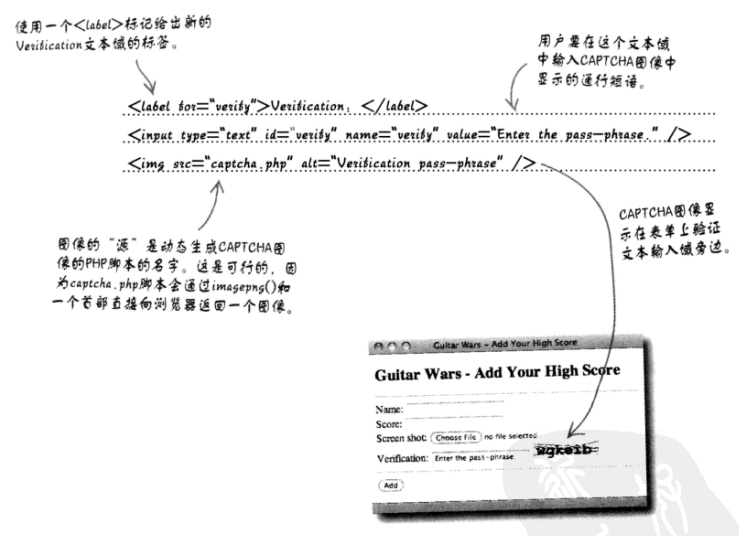 使用一个<label>标记给出新的
Verification文本域的标签。
用户要在这个文本域
中输入CAPTCHA图像中
显示的通行短语。
<label for="verify">Verification: </label>
<input type="text" id="verify" name="verify" value="Enter the pass-phrase." />
<img src="captcha.php" alt="Verification pass-phrase" />
图像的“源”是动态生成CAPTCHA图
像的PHP脚本的名字。这是可行的，因
为captcha.php脚本会通过imagepng()和
一个首部直接向浏览器返回一个图像。
CAPTCHA图像显
示在表单上验证
文本输入域旁边。
Guitar Wars - Add Your High Score
Guitar Wars - Add Your High Score
Name:
Score:
Screen shot: Choose File no file selected
Verification: Enter the pass-phrase. wgkeib
Add